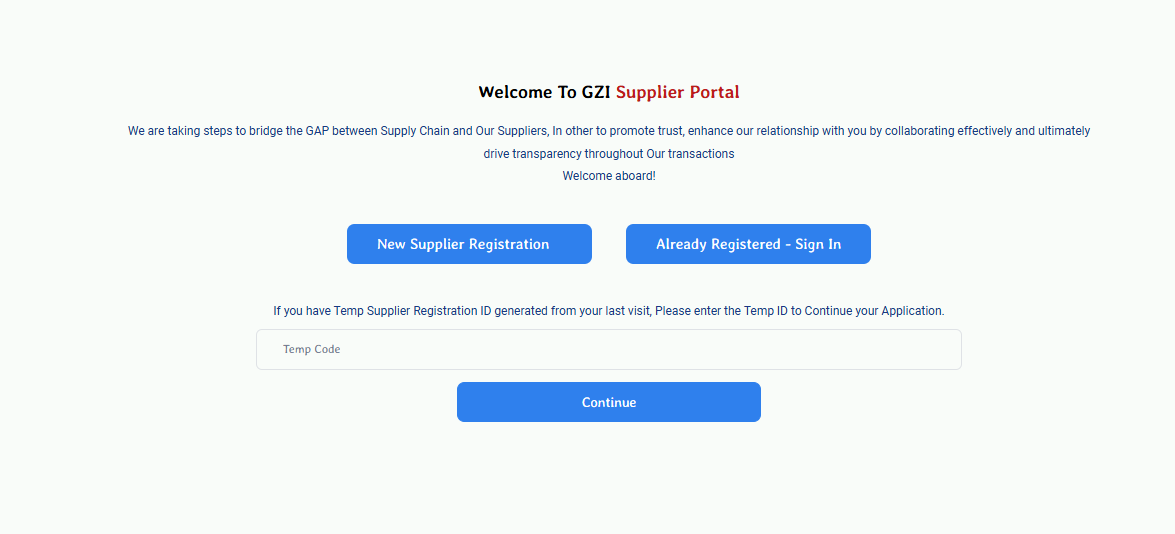 Welcome To GZI Supplier Portal
We are taking steps to bridge the GAP between Supply Chain and Our Suppliers, In other to promote trust, enhance our relationship with you by collaborating effectively and ultimately
drive transparency throughout Our transactions
Welcome aboard!
New Supplier Registration
Already Registered - Sign In
If you have Temp Supplier Registration ID generated from your last visit, Please enter the Temp ID to Continue your Application.
Temp Code
Continue